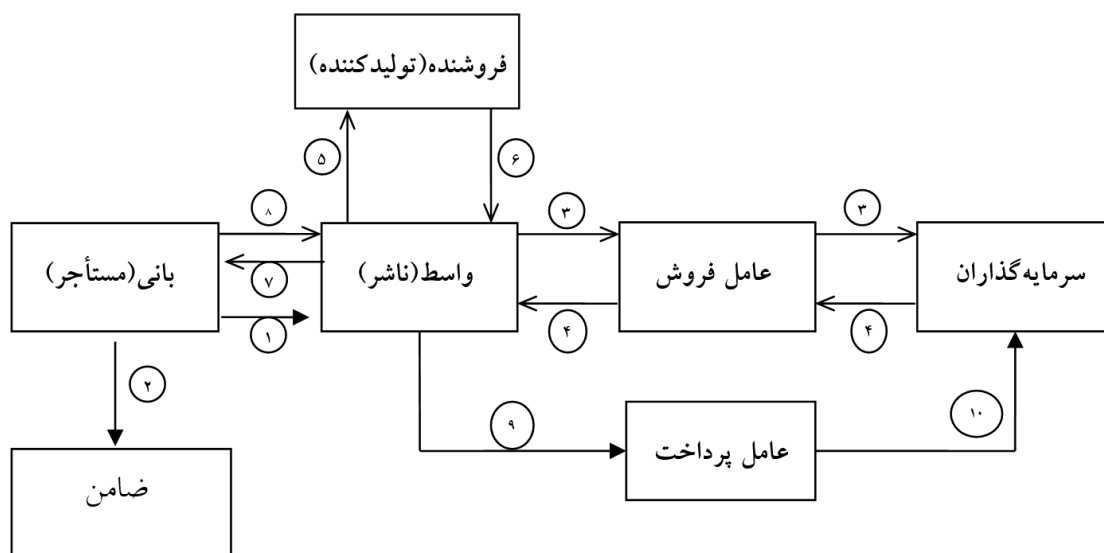 فروشنده(تولیدکننده)
۵
۶
۸
۳
۳
بانی(مستأجر)
واسط(ناشر)
عامل فروش
سرمایه‌گذاران
۷
۱
۴
۴
۲
۹
۱۰
عامل پرداخت
ضامن